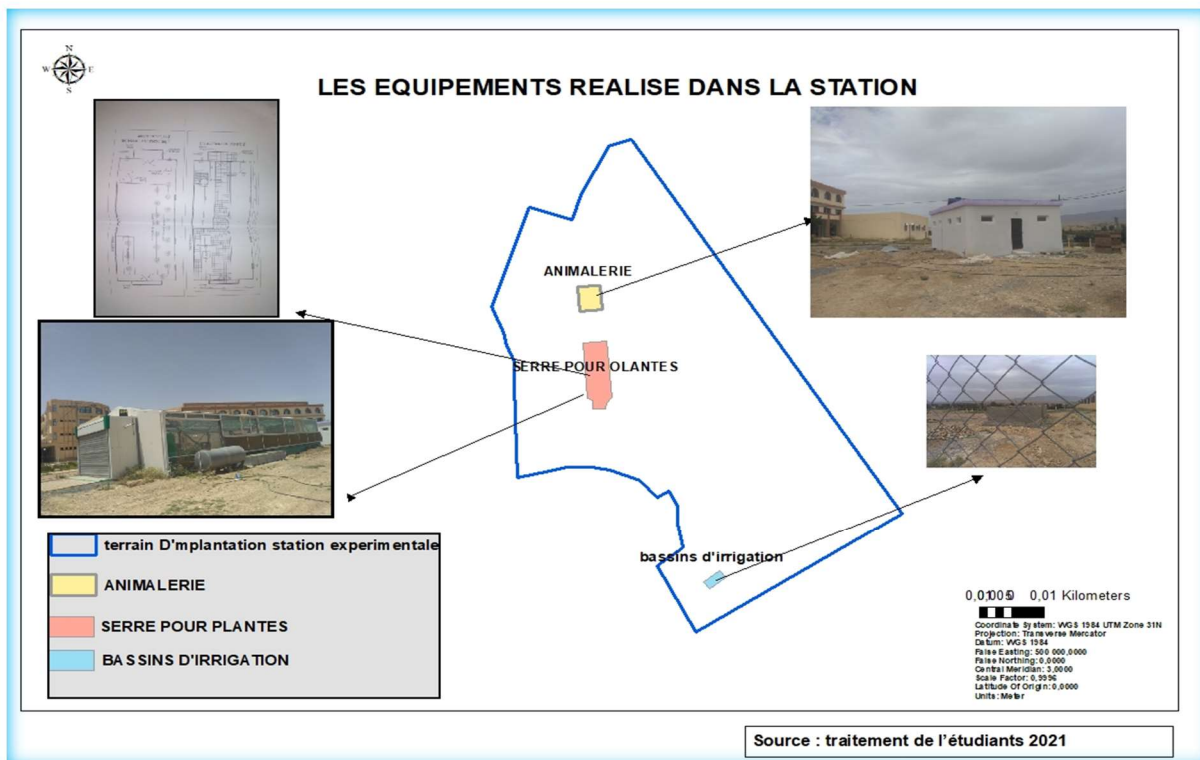 N
W E
S
LES EQUIPEMENTS REALISE DANS LA STATION
ANIMALERIE
SERRE POUR OLANTES
bassins d'irrigation
terrain D'mplantation station experimentale
ANIMALERIE
SERRE POUR PLANTES
BASSINS D'IRRIGATION
0,01 Kilometers
Coordinate System: WGS 1984 UTM Zone 31N
Projection: Transverse Mercator
Datum: WGS 1984
False Easting: 500 000,0000
False Northing: 0,0000
Central Meridian: 3,0000
Scale Factor: 0,9996
Latitude Of Origin: 0,0000
Units: Meter
Source : traitement de l'étudiants 2021